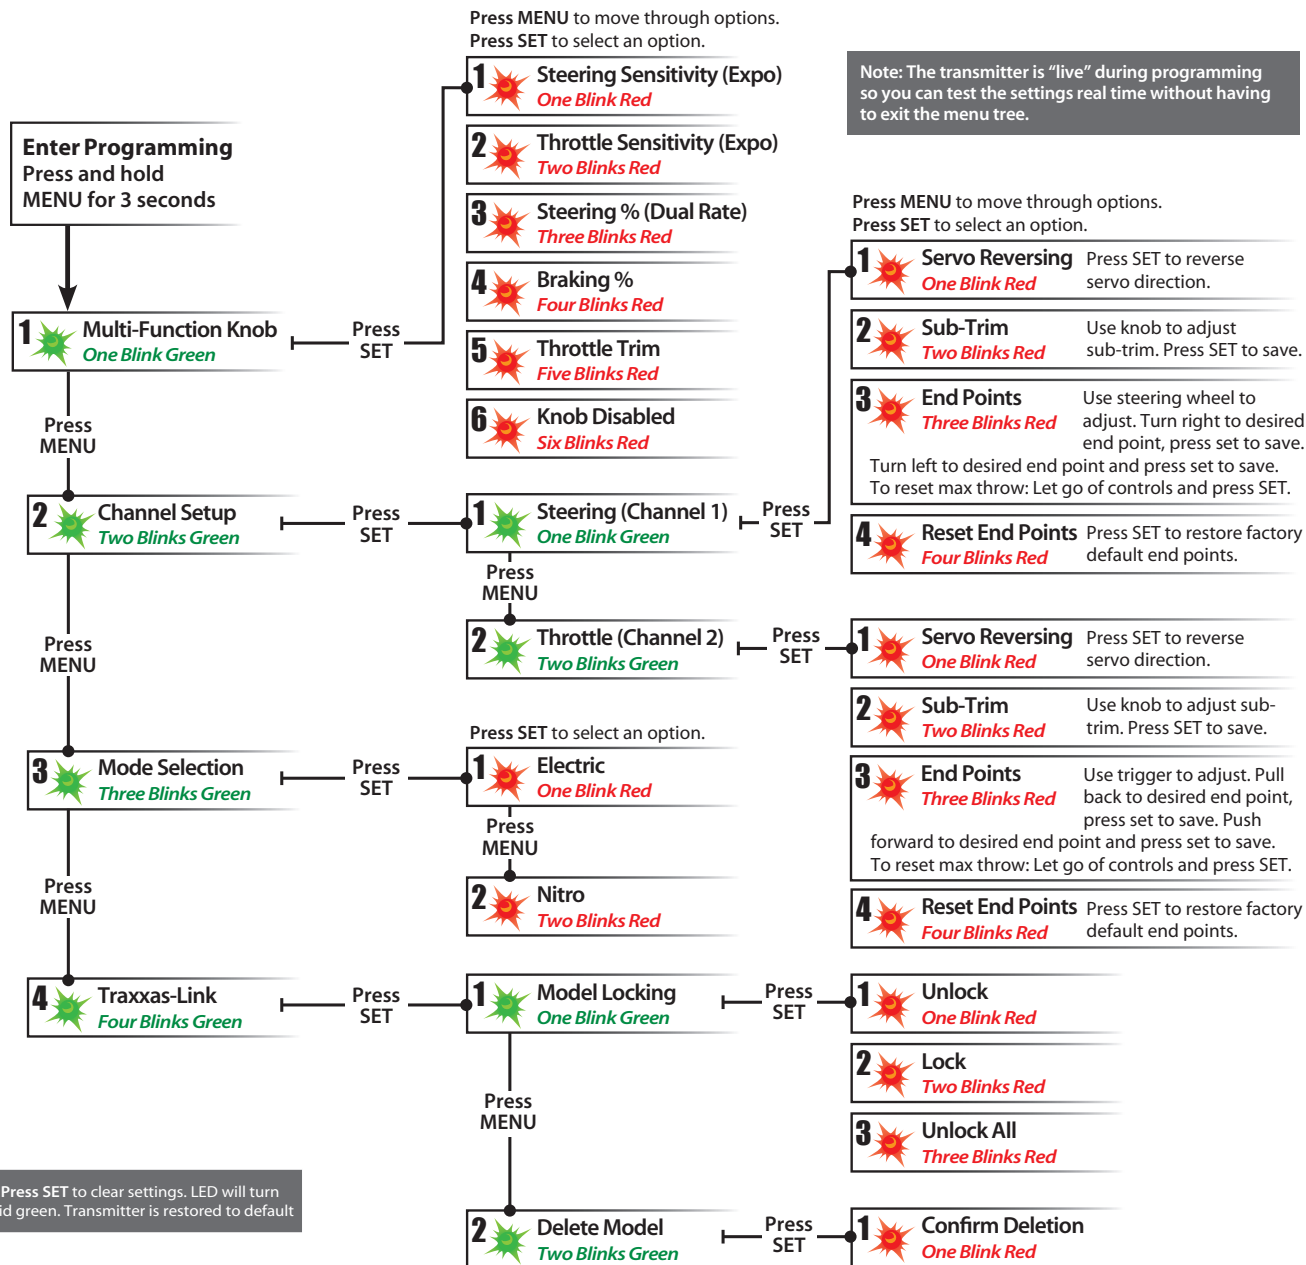 Press MENU to move through options.
Press SET to select an option.
Note: The transmitter is “live” during programming
so you can test the settings real time without having
to exit the menu tree.
Enter Programming
Press and hold
MENU for 3 seconds
1 Multi-Function Knob
One Blink Green
Press
SET
1 Steering Sensitivity (Expo)
One Blink Red
2 Throttle Sensitivity (Expo)
Two Blinks Red
3 Steering % (Dual Rate)
Three Blinks Red
4 Braking %
Four Blinks Red
5 Throttle Trim
Five Blinks Red
6 Knob Disabled
Six Blinks Red
Press
MENU
2 Channel Setup
Two Blinks Green
Press
SET
1 Steering (Channel 1)
One Blink Green
Press
SET
Press MENU to move through options.
Press SET to select an option.
1 Servo Reversing
One Blink Red
Press SET to reverse
servo direction.
2 Sub-Trim
Two Blinks Red
Use knob to adjust
sub-trim. Press SET to save.
3 End Points
Three Blinks Red
Use steering wheel to
adjust. Turn right to desired
end point, press set to save.
Turn left to desired end point and press set to save.
To reset max throw: Let go of controls and press SET.
4 Reset End Points
Four Blinks Red
Press SET to restore factory
default end points.
Press
MENU
2 Throttle (Channel 2)
Two Blinks Green
Press
SET
1 Servo Reversing
One Blink Red
Press SET to reverse
servo direction.
2 Sub-Trim
Two Blinks Red
Use knob to adjust sub-
trim. Press SET to save.
3 End Points
Three Blinks Red
Use trigger to adjust. Pull
back to desired end point,
press set to save. Push
forward to desired end point and press set to save.
To reset max throw: Let go of controls and press SET.
4 Reset End Points
Four Blinks Red
Press SET to restore factory
default end points.
Press
MENU
3 Mode Selection
Three Blinks Green
Press
SET
Press SET to select an option.
1 Electric
One Blink Red
Press
MENU
2 Nitro
Two Blinks Red
Press
MENU
4 Traxxas-Link
Four Blinks Green
Press
SET
1 Model Locking
One Blink Green
Press
SET
1 Unlock
One Blink Red
2 Lock
Two Blinks Red
3 Unlock All
Three Blinks Red
Press
MENU
2 Delete Model
Two Blinks Green
Press
SET
1 Confirm Deletion
One Blink Red
Press SET to clear settings. LED will turn
id green. Transmitter is restored to default